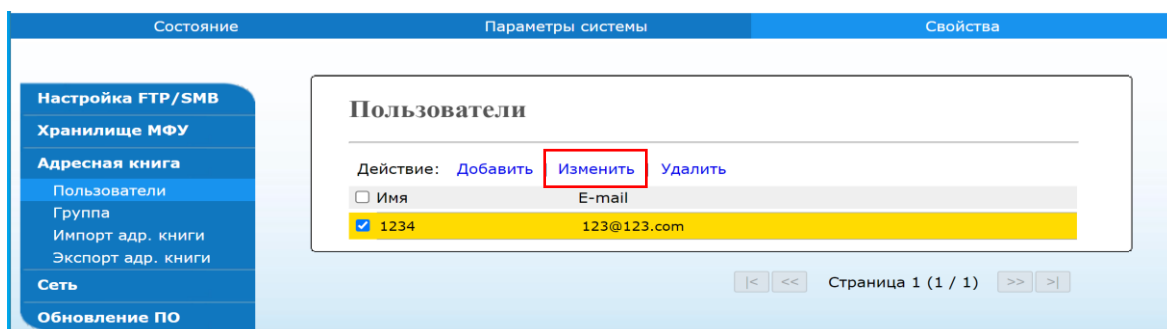 Состояние Параметры системы Свойства
Настройка FTP/SMB
Хранилище МФУ
Адресная книга
Пользователи
Группа
Импорт адр. книги
Экспорт адр. книги
Сеть
Обновление ПО
Пользователи
Действие: Добавить | Изменить | Удалить
Имя E-mail
1234 123@123.com
|< << Страница 1 (1 / 1) >> >|